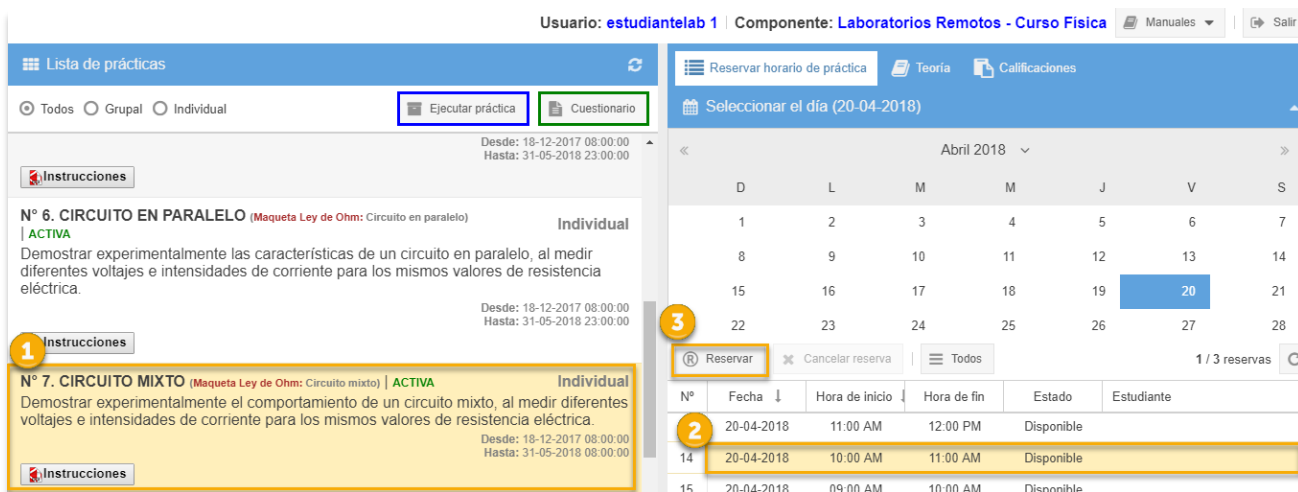 Usuario: estudiantelab 1 | Componente: Laboratorios Remotos - Curso Física Manuales Salir
Lista de prácticas
Todos Grupal Individual Ejecutar práctica Cuestionario
Desde: 18-12-2017 08:00:00
Hasta: 31-05-2018 23:00:00
Instrucciones
N° 6. CIRCUITO EN PARALELO (Maqueta Ley de Ohm: Circuito en paralelo)
| ACTIVA
Individual
Demostrar experimentalmente las características de un circuito en paralelo, al medir
diferentes voltajes e intensidades de corriente para los mismos valores de resistencia
eléctrica.
Desde: 18-12-2017 08:00:00
Hasta: 31-05-2018 23:00:00
Instrucciones
1
N° 7. CIRCUITO MIXTO (Maqueta Ley de Ohm: Circuito mixto) | ACTIVA Individual
Demostrar experimentalmente el comportamiento de un circuito mixto, al medir diferentes
voltajes e intensidades de corriente para los mismos valores de resistencia eléctrica.
Desde: 18-12-2017 08:00:00
Hasta: 31-05-2018 08:00:00
Instrucciones
Reservar horario de práctica Teoría Calificaciones
Seleccionar el día (20-04-2018)
« Abril 2018 »
D L M M J V S
1 2 3 4 5 6 7
8 9 10 11 12 13 14
15 16 17 18 19 20 21
22 23 24 25 26 27 28
3
® Reservar Cancelar reserva Todos 1 / 3 reservas
Nº Fecha ↓ Hora de inicio ↓ Hora de fin Estado Estudiante
20-04-2018 11:00 AM 12:00 PM Disponible
2
14 20-04-2018 10:00 AM 11:00 AM Disponible
15 20-04-2018 09:00 AM 10:00 AM Disponible